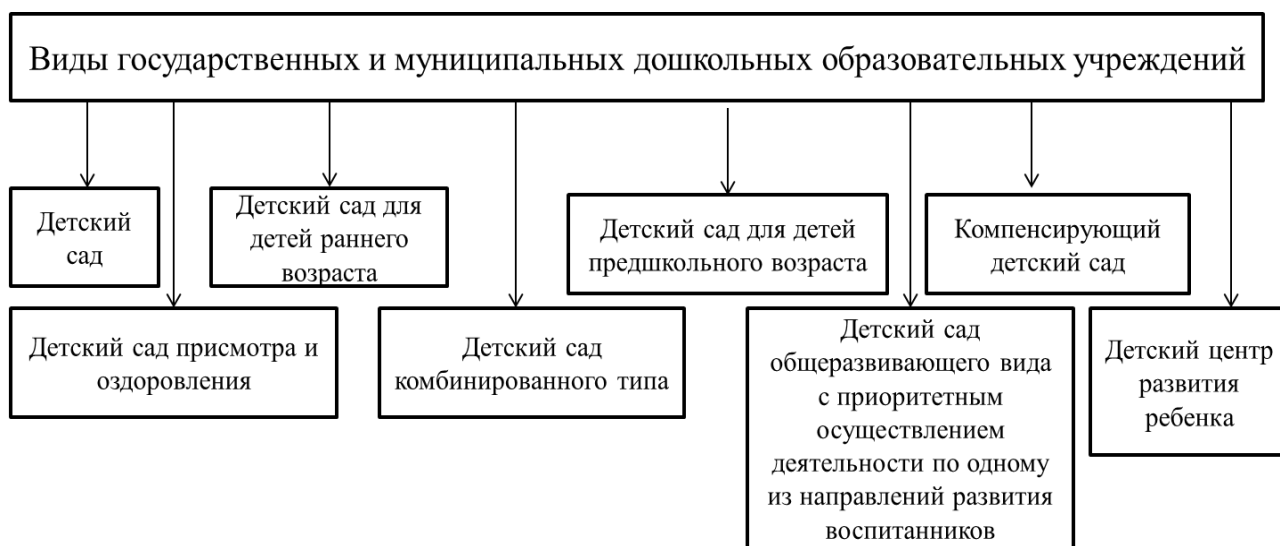 Виды государственных и муниципальных дошкольных образовательных учреждений
Детский
сад
Детский сад для
детей раннего
возраста
Детский сад для детей
предшкольного возраста
Компенсирующий
детский сад
Детский сад присмотра и
оздоровления
Детский сад
комбинированного типа
Детский сад
общеразвивающего вида
с приоритетным
осуществлением
деятельности по одному
из направлений развития
воспитанников
Детский центр
развития
ребенка